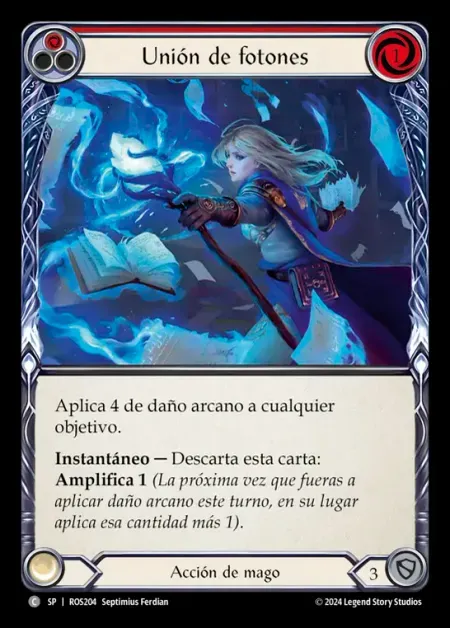 Unión de fotones
1
Aplica 4 de daño arcano a cualquier
objetivo.
Instantáneo — Descarta esta carta:
Amplifica 1 (La próxima vez que fueras a
aplicar daño arcano este turno, en su lugar
aplica esa cantidad más 1).
Acción de mago
3
C SP | ROS204 Septimius Ferdian
© 2024 Legend Story Studios